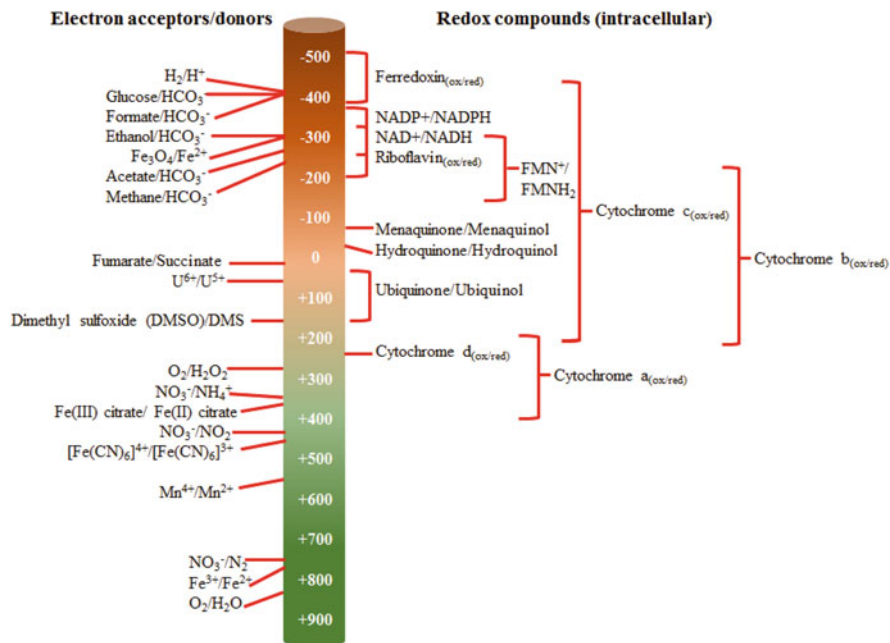 Electron acceptors/donors
Redox compounds (intracellular)
H₂/H⁺
Glucose/HCO₃⁻
Formate/HCO₃⁻
Ethanol/HCO₃⁻
Fe₃O₄/Fe²⁺
Acetate/HCO₃⁻
Methane/HCO₃⁻
Fumarate/Succinate
U⁶⁺/U⁵⁺
Dimethyl sulfoxide (DMSO)/DMS
O₂/H₂O₂
NO₃⁻/NH₄⁺
Fe(III) citrate/ Fe(II) citrate
NO₃⁻/NO₂
[Fe(CN)₆]⁴⁺/[Fe(CN)₆]³⁺
Mn⁴⁺/Mn²⁺
NO₃⁻/N₂
Fe³⁺/Fe²⁺
O₂/H₂O
-500
-400
-300
-200
-100
0
+100
+200
+300
+400
+500
+600
+700
+800
+900
Ferredoxin(ox/red)
NADP+/NADPH
NAD+/NADH
Riboflavin(ox/red)
FMN⁺/
FMNH₂
Menaquinone/Menaquinol
Hydroquinone/Hydroquinol
Ubiquinone/Ubiquinol
Cytochrome d(ox/red)
Cytochrome a(ox/red)
Cytochrome c(ox/red)
Cytochrome b(ox/red)